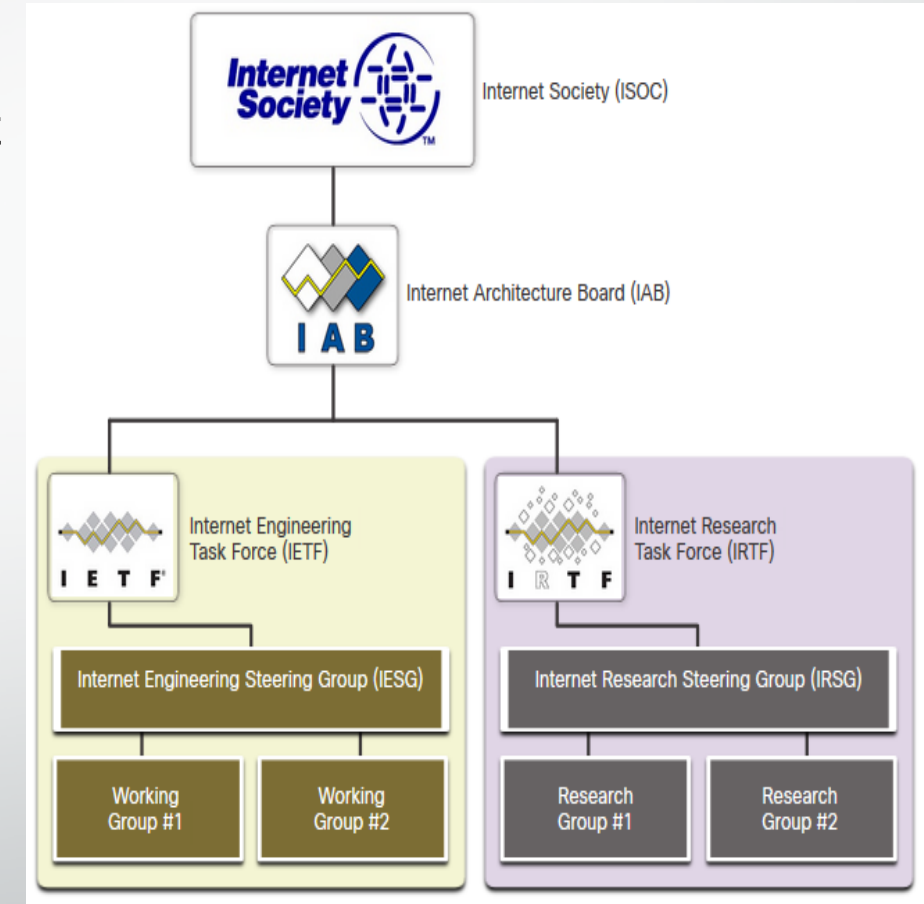 Internet
Society
TM
Internet Society (ISOC)
I A B
Internet Architecture Board (IAB)
I E T F®
Internet Engineering
Task Force (IETF)
I R T F
Internet Research
Task Force (IRTF)
Internet Engineering Steering Group (IESG)
Internet Research Steering Group (IRSG)
Working
Group #1
Working
Group #2
Research
Group #1
Research
Group #2